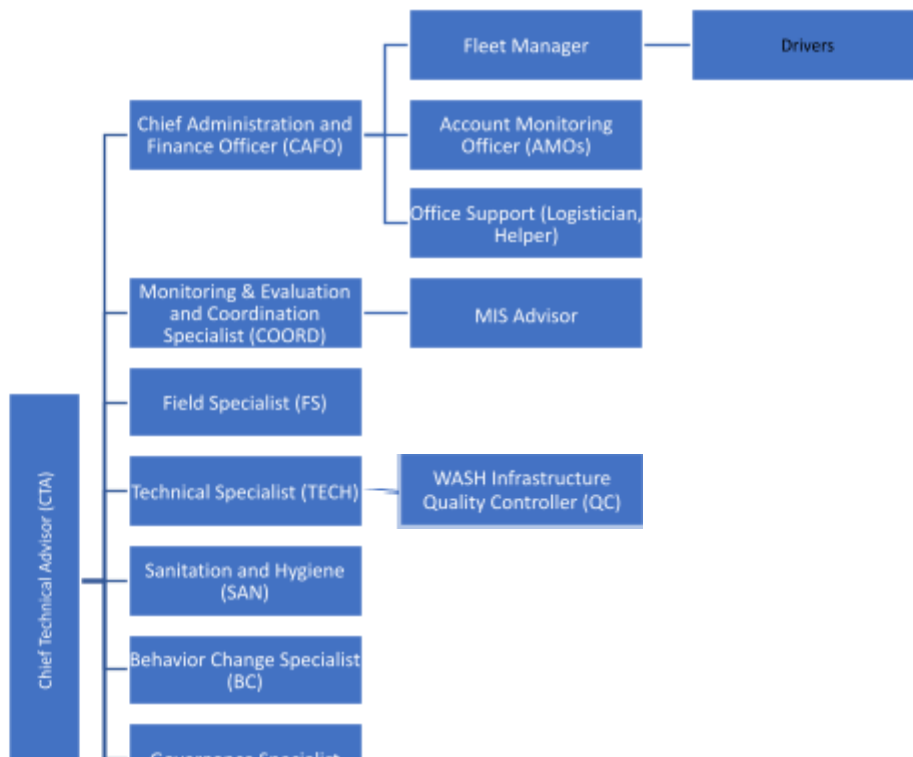 Fleet Manager
Drivers
Chief Administration and
Finance Officer (CAFO)
Account Monitoring
Officer (AMOs)
Office Support (Logistician,
Helper)
Monitoring & Evaluation
and Coordination
Specialist (COORD)
MIS Advisor
Field Specialist (FS)
Technical Specialist (TECH)
WASH Infrastructure
Quality Controller (QC)
Sanitation and Hygiene
(SAN)
Chief Technical Advisor (CTA)
Behavior Change Specialist
(BC)
Governance Specialist